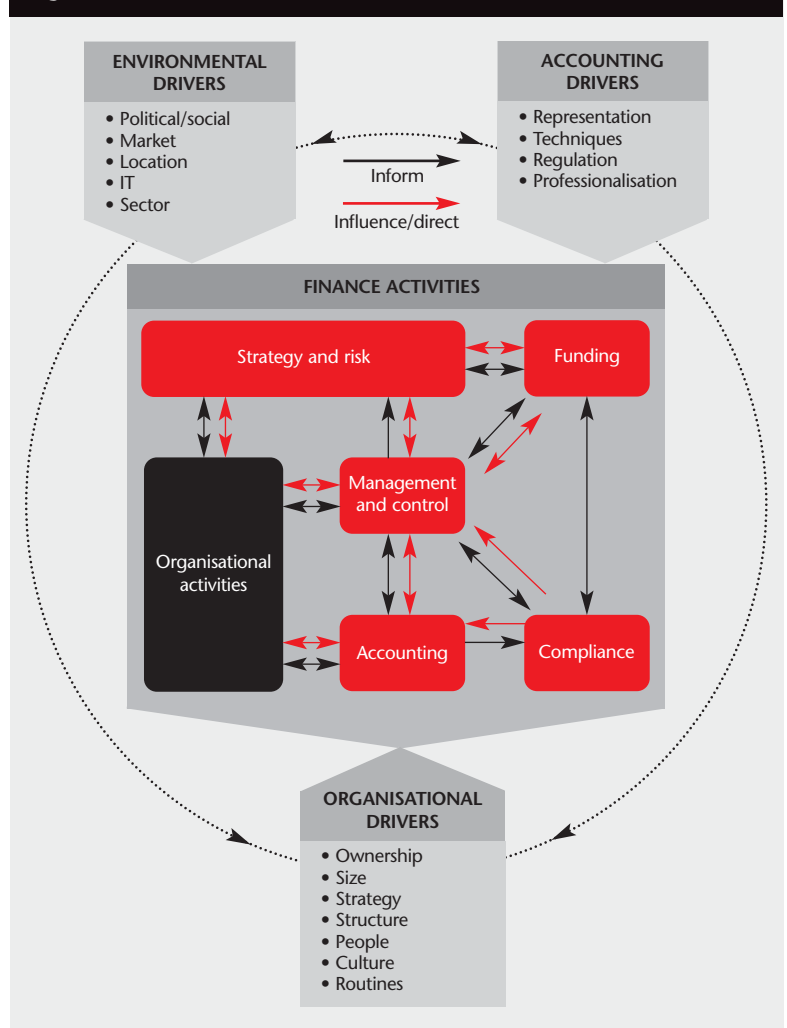 ENVIRONMENTAL
DRIVERS
• Political/social
• Market
• Location
• IT
• Sector
ACCOUNTING
DRIVERS
• Representation
• Techniques
• Regulation
• Professionalisation
Inform
Influence/direct
FINANCE ACTIVITIES
Strategy and risk
Funding
Management
and control
Organisational
activities
Accounting
Compliance
ORGANISATIONAL
DRIVERS
• Ownership
• Size
• Strategy
• Structure
• People
• Culture
• Routines